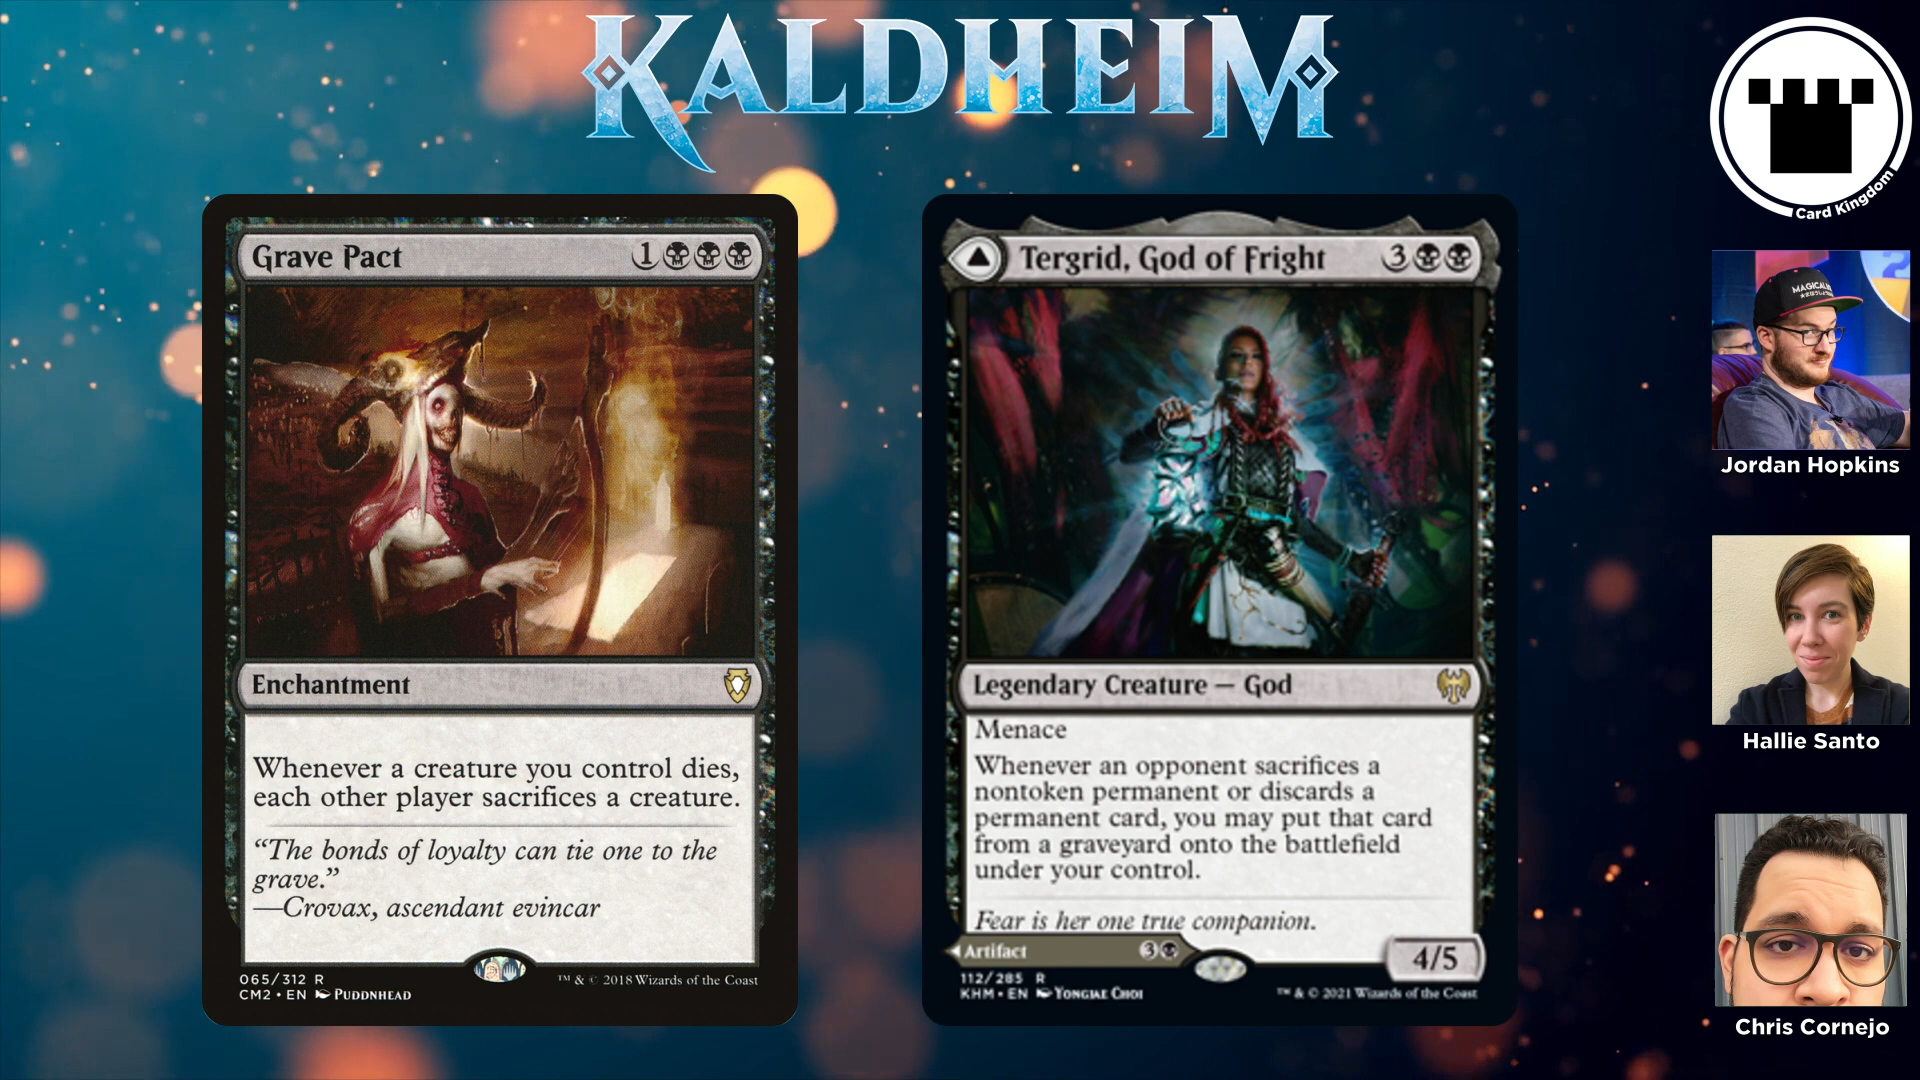 KALDHEIM
Grave Pact 1
Enchantment
Whenever a creature you control dies,
each other player sacrifices a creature.
“The bonds of loyalty can tie one to the
grave.”
—Crovax, ascendant evincar
065/312 R
CM2 • EN PUDDNHEAD
™ & © 2018 Wizards of the Coast
Tergrid, God of Fright 3
Legendary Creature — God
Menace
Whenever an opponent sacrifices a
nontoken permanent or discards a
permanent card, you may put that card
from a graveyard onto the battlefield
under your control.
Fear is her one true companion.
Artifact 3
4/5
112/285 R
KHM • EN YONGJAE CHOI
™ & © 2021 Wizards of the Coast
Card Kingdom
Jordan Hopkins
Hallie Santo
Chris Cornejo